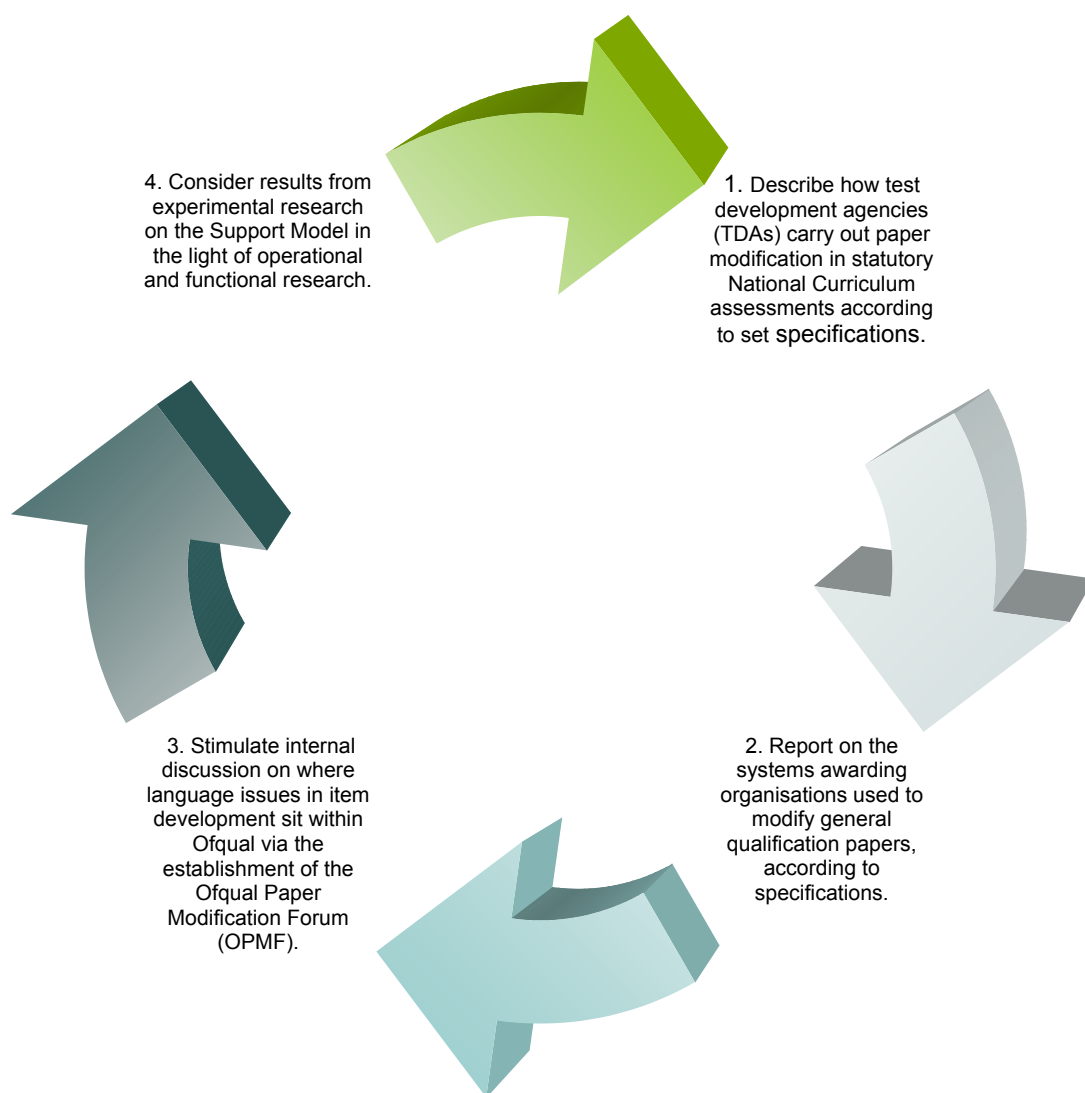 4. Consider results from
experimental research
on the Support Model in
the light of operational
and functional research.
1. Describe how test
development agencies
(TDAs) carry out paper
modification in statutory
National Curriculum
assessments according
to set specifications.
3. Stimulate internal
discussion on where
language issues in item
development sit within
Ofqual via the
establishment of the
Ofqual Paper
Modification Forum
(OPMF).
2. Report on the
systems awarding
organisations used to
modify general
qualification papers,
according to
specifications.